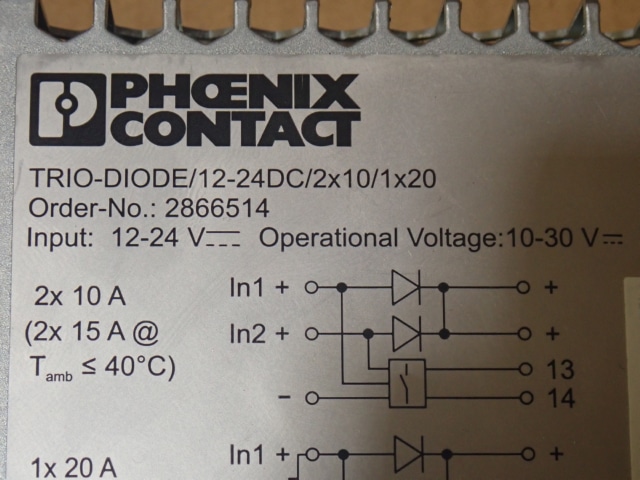 PHŒNIX
CONTACT
TRIO-DIODE/12-24DC/2x10/1x20
Order-No.: 2866514
Input: 12-24 V⎓ Operational Voltage:10-30 V⎓
2x 10 A
(2x 15 A @
Tamb ≤ 40°C)
In1 + +
In2 + +
13
– 14
1x 20 A
In1 + +